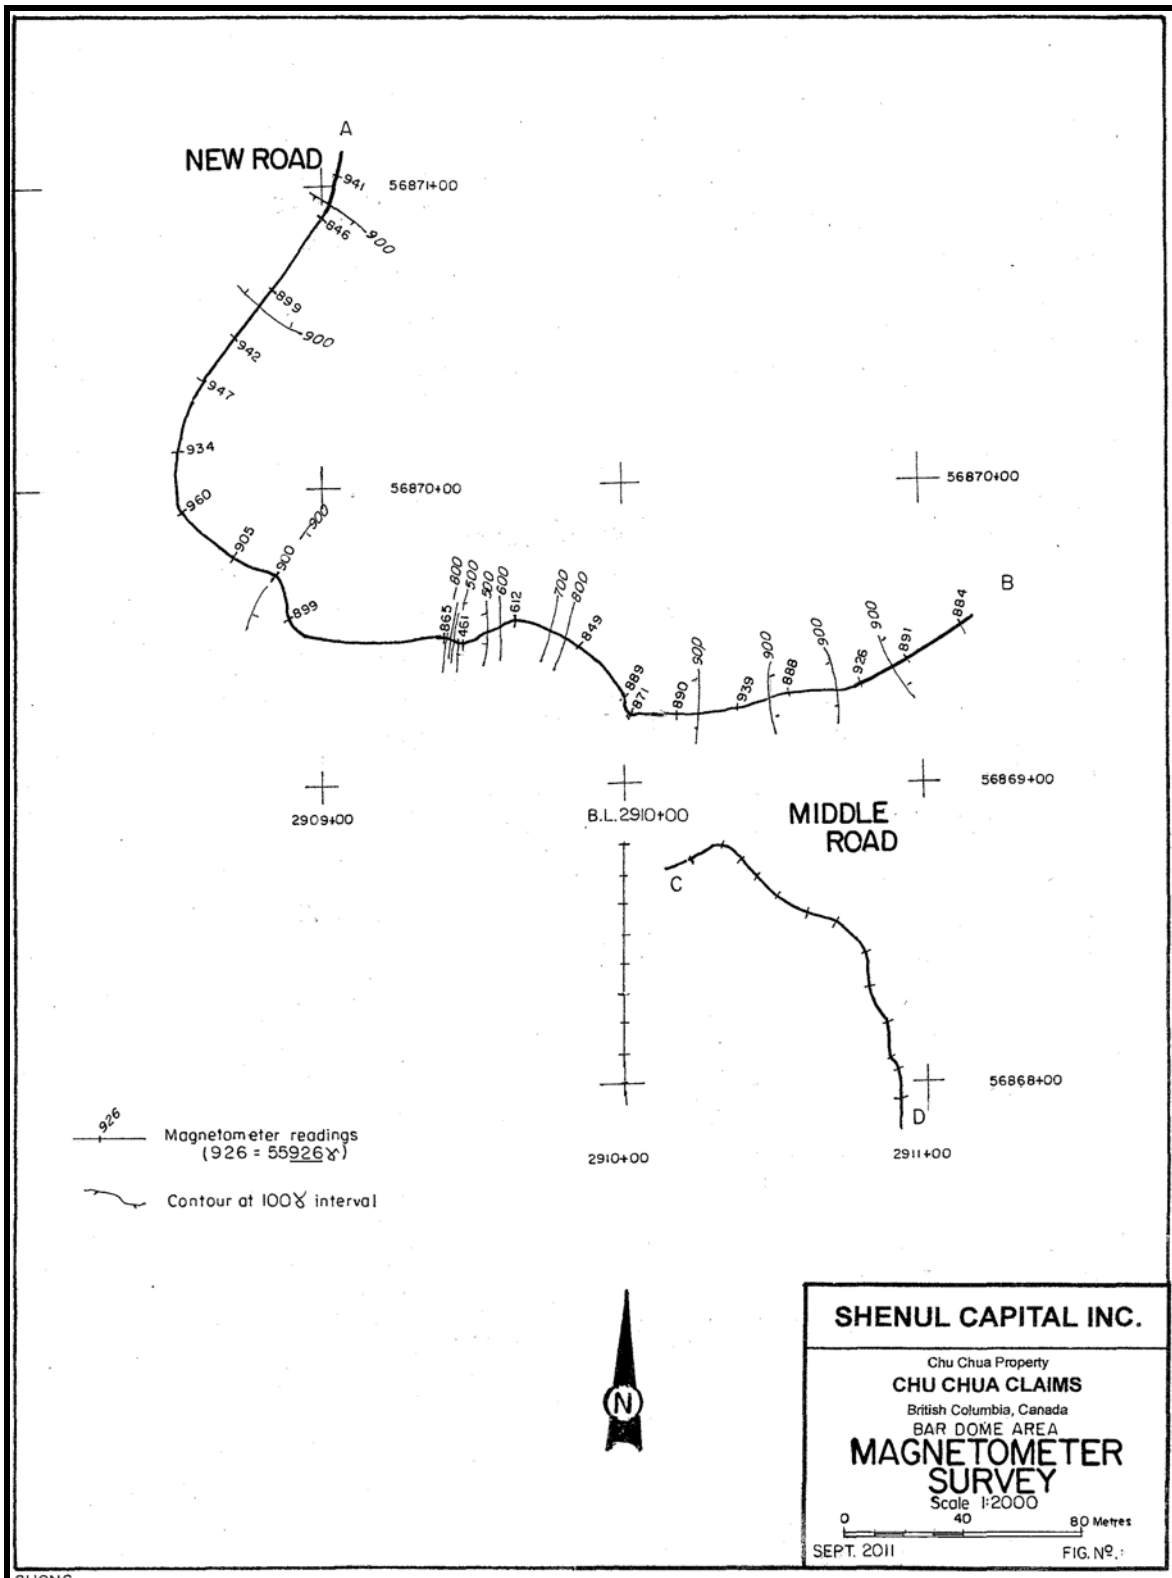 A
NEW ROAD
941
56871+00
846
900
899
900
942
947
934
960
56870+00
56870+00
900
905
900
899
865
800
500
461
500
600
612
700
800
849
889
871
890
900
939
900
888
900
926
900
891
884
B
56869+00
2909+00
B.L. 2910+00
MIDDLE
ROAD
C
56868+00
D
2910+00
2911+00
926
Magnetometer readings
(926 = 55926γ)
Contour at 100γ interval
N
SHENUL CAPITAL INC.
Chu Chua Property
CHU CHUA CLAIMS
British Columbia, Canada
BAR DOME AREA
MAGNETOMETER
SURVEY
Scale 1:2000
0 40 80 Metres
SEPT. 2011 FIG. Nº.: